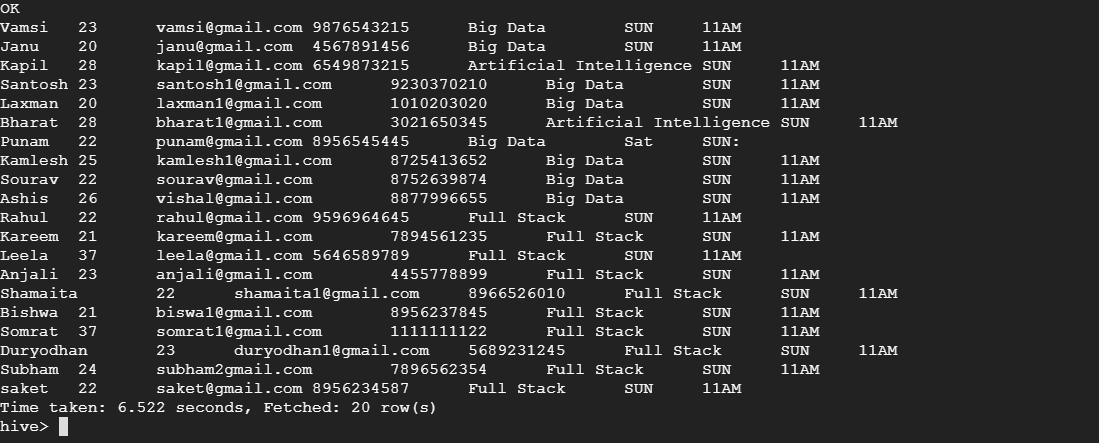 OK
Vamsi 23 vamsi@gmail.com 9876543215 Big Data SUN 11AM
Janu 20 janu@gmail.com 4567891456 Big Data SUN 11AM
Kapil 28 kapil@gmail.com 6549873215 Artificial Intelligence SUN 11AM
Santosh 23 santosh1@gmail.com 9230370210 Big Data SUN 11AM
Laxman 20 laxman1@gmail.com 1010203020 Big Data SUN 11AM
Bharat 28 bharat1@gmail.com 3021650345 Artificial Intelligence SUN 11AM
Punam 22 punam@gmail.com 8956545445 Big Data Sat SUN:
Kamlesh 25 kamlesh1@gmail.com 8725413652 Big Data SUN 11AM
Sourav 22 sourav@gmail.com 8752639874 Big Data SUN 11AM
Ashis 26 vishal@gmail.com 8877996655 Big Data SUN 11AM
Rahul 22 rahul@gmail.com 9596964645 Full Stack SUN 11AM
Kareem 21 kareem@gmail.com 7894561235 Full Stack SUN 11AM
Leela 37 leela@gmail.com 5646589789 Full Stack SUN 11AM
Anjali 23 anjali@gmail.com 4455778899 Full Stack SUN 11AM
Shamaita 22 shamaita1@gmail.com 8966526010 Full Stack SUN 11AM
Bishwa 21 biswa1@gmail.com 8956237845 Full Stack SUN 11AM
Somrat 37 somrat1@gmail.com 1111111122 Full Stack SUN 11AM
Duryodhan 23 duryodhan1@gmail.com 5689231245 Full Stack SUN 11AM
Subham 24 subham2gmail.com 7896562354 Full Stack SUN 11AM
saket 22 saket@gmail.com 8956234587 Full Stack SUN 11AM
Time taken: 6.522 seconds, Fetched: 20 row(s)
hive>